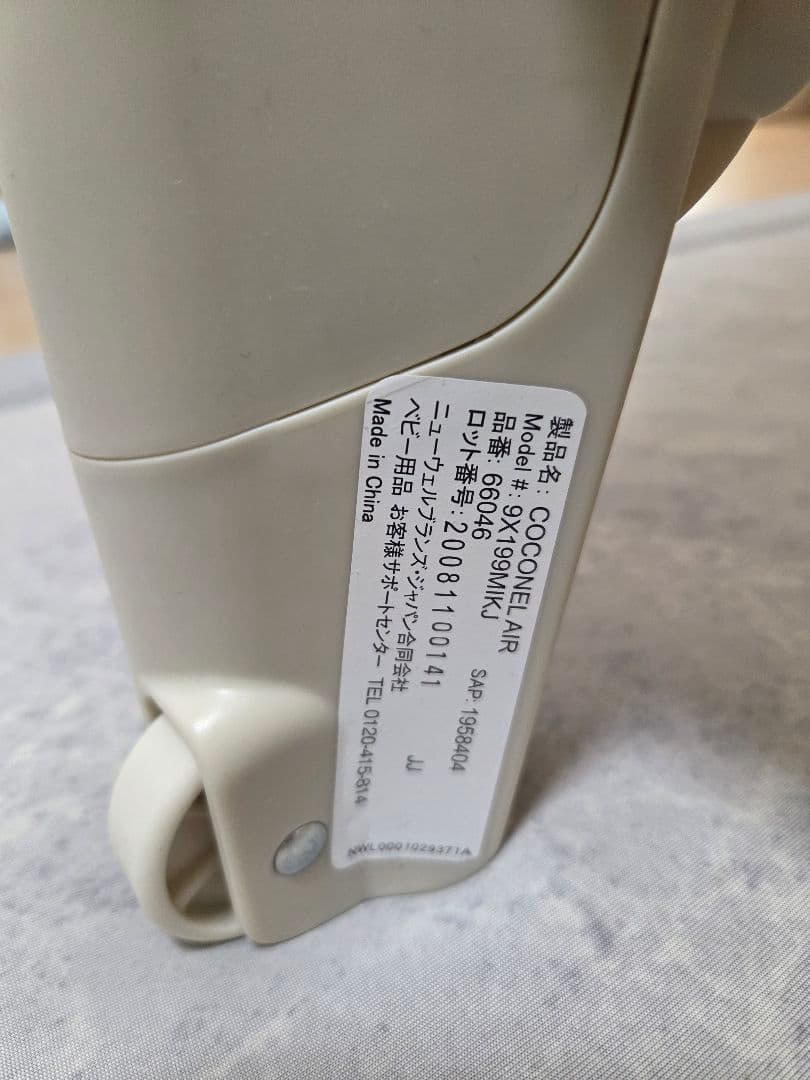 製品名: COCONEL AIR
Model #: 9X199MIKJ
品番: 66046 SAP: 1958404
ロット番号: 20081100141
ニューウェルブランズ・ジャパン合同会社 JJ
ベビー用品 お客様サポートセンター TEL 0120-415-814
Made in China
NWL0001029371A